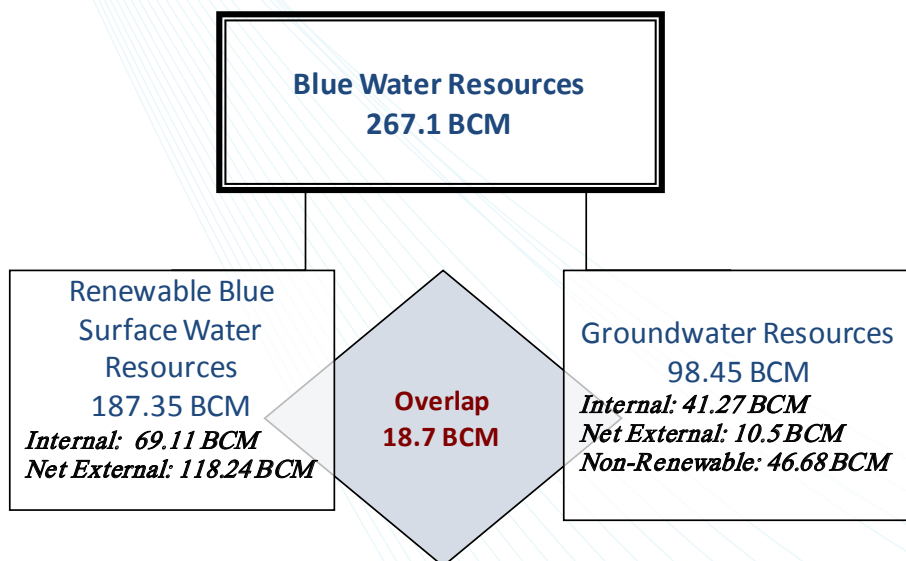 Blue Water Resources
267.1 BCM
Renewable Blue
Surface Water
Resources
187.35 BCM
Internal: 69.11 BCM
Net External: 118.24 BCM
Overlap
18.7 BCM
Groundwater Resources
98.45 BCM
Internal: 41.27 BCM
Net External: 10.5 BCM
Non-Renewable: 46.68 BCM